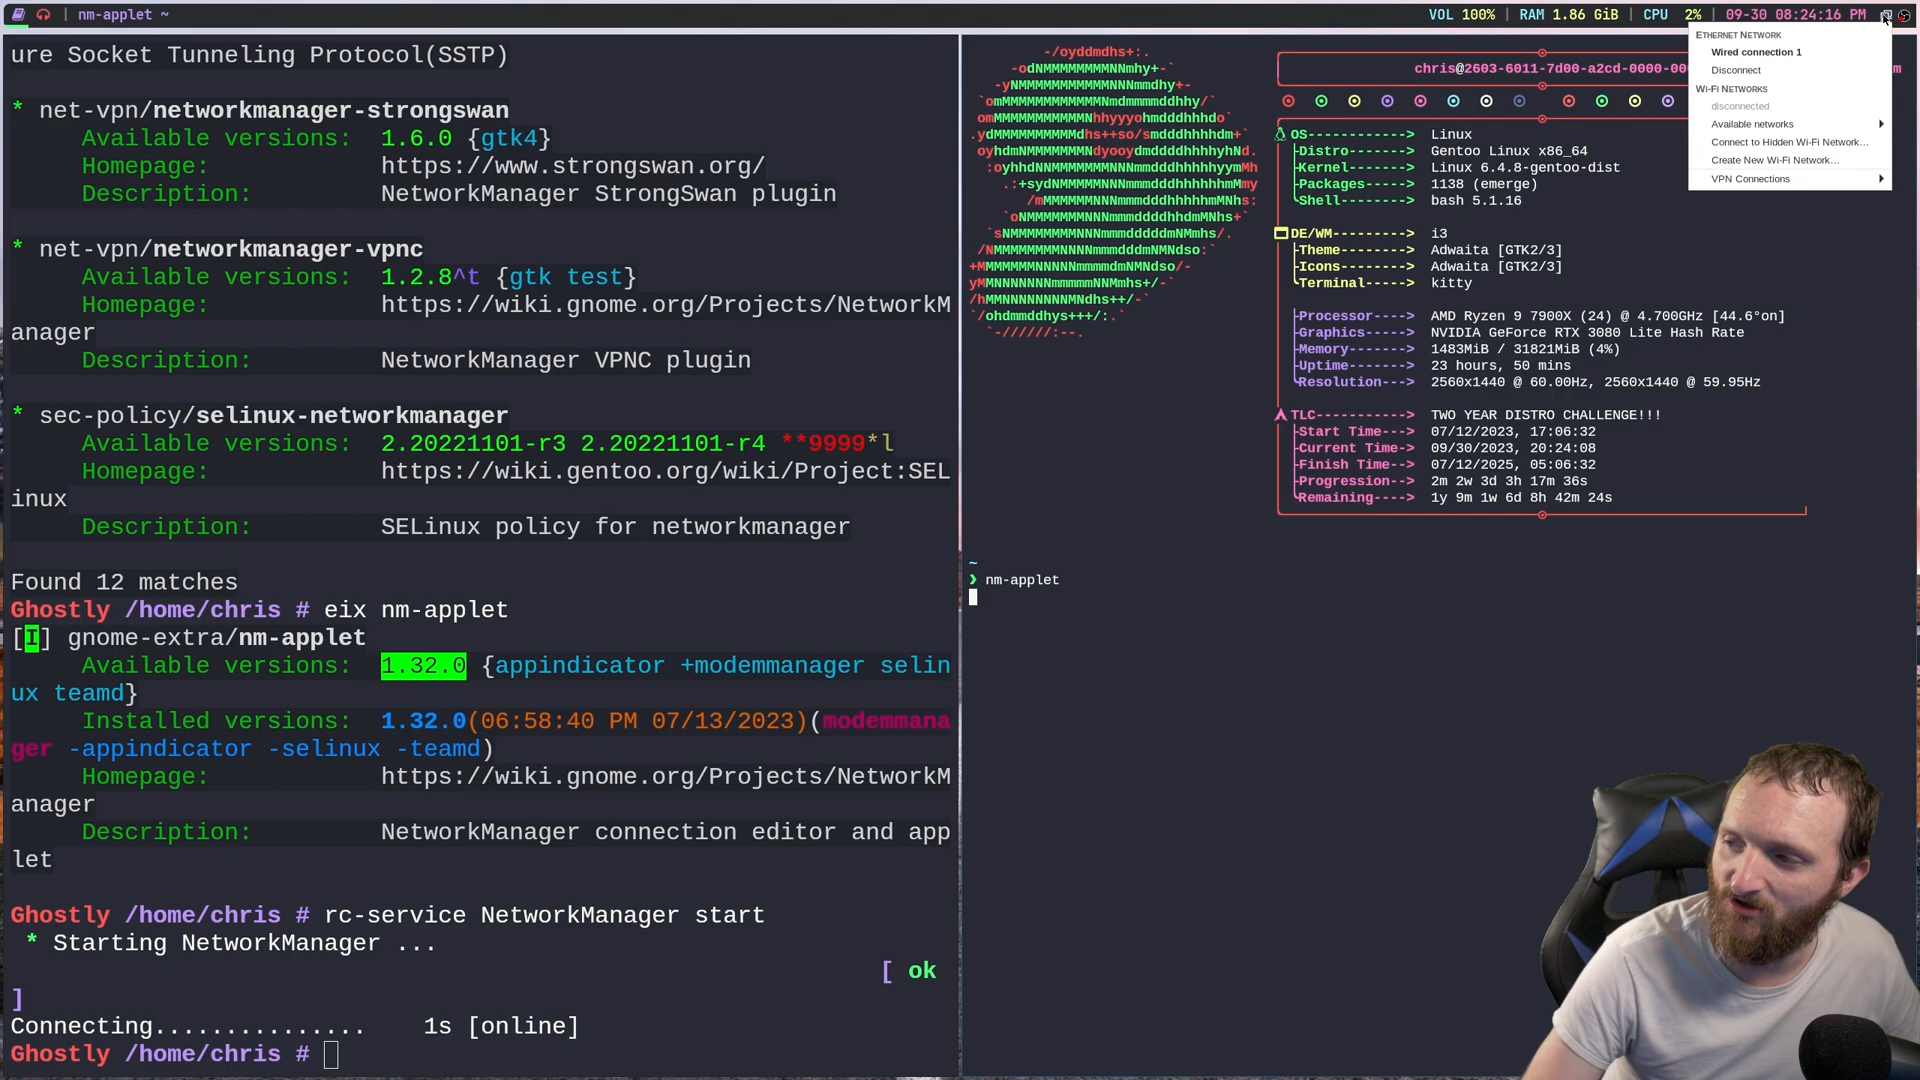 nm-applet ~
VOL 100% | RAM 1.86 GiB | CPU 2% | 09-30 08:24:16 PM
ure Socket Tunneling Protocol(SSTP)
* net-vpn/networkmanager-strongswan
Available versions: 1.6.0 {gtk4}
Homepage: https://www.strongswan.org/
Description: NetworkManager StrongSwan plugin
* net-vpn/networkmanager-vpnc
Available versions: 1.2.8^t {gtk test}
Homepage: https://wiki.gnome.org/Projects/NetworkM
anager
Description: NetworkManager VPNC plugin
* sec-policy/selinux-networkmanager
Available versions: 2.20221101-r3 2.20221101-r4 **9999*l
Homepage: https://wiki.gentoo.org/wiki/Project:SEL
inux
Description: SELinux policy for networkmanager
Found 12 matches
Ghostly /home/chris # eix nm-applet
[I] gnome-extra/nm-applet
Available versions: 1.32.0 {appindicator +modemmanager selin
ux teamd}
Installed versions: 1.32.0(06:58:40 PM 07/13/2023)(modemmana
ger -appindicator -selinux -teamd)
Homepage: https://wiki.gnome.org/Projects/NetworkM
anager
Description: NetworkManager connection editor and app
let
Ghostly /home/chris # rc-service NetworkManager start
* Starting NetworkManager ...
[ ok
]
Connecting............... 1s [online]
Ghostly /home/chris #
chris@2603-6011-7d00-a2cd-0000-00
OS------------> Linux
Distro-------> Gentoo Linux x86_64
Kernel-------> Linux 6.4.8-gentoo-dist
Packages-----> 1138 (emerge)
Shell--------> bash 5.1.16
DE/WM---------> i3
Theme--------> Adwaita [GTK2/3]
Icons--------> Adwaita [GTK2/3]
Terminal-----> kitty
Processor----> AMD Ryzen 9 7900X (24) @ 4.700GHz [44.6°on]
Graphics-----> NVIDIA GeForce RTX 3080 Lite Hash Rate
Memory-------> 1483MiB / 31821MiB (4%)
Uptime-------> 23 hours, 50 mins
Resolution---> 2560x1440 @ 60.00Hz, 2560x1440 @ 59.95Hz
TLC-----------> TWO YEAR DISTRO CHALLENGE!!!
Start Time---> 07/12/2023, 17:06:32
Current Time-> 09/30/2023, 20:24:08
Finish Time--> 07/12/2025, 05:06:32
Progression--> 2m 2w 3d 3h 17m 36s
Remaining----> 1y 9m 1w 6d 8h 42m 24s
~
❯ nm-applet
Ethernet Network
Wired connection 1
Disconnect
Wi-Fi Networks
disconnected
Available networks
Connect to Hidden Wi-Fi Network…
Create New Wi-Fi Network…
VPN Connections